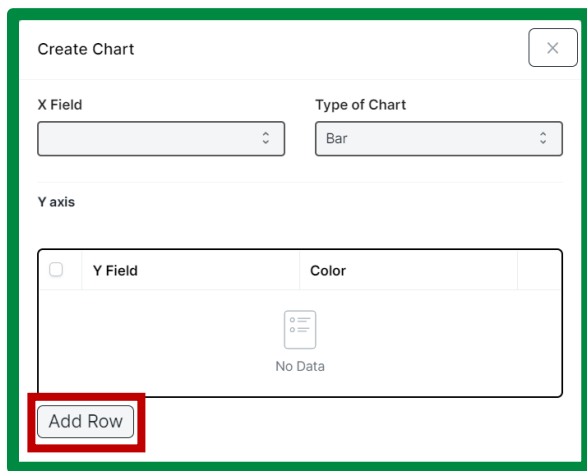 Create Chart
X Field Type of Chart
Bar
Y axis
Y Field Color
No Data
Add Row